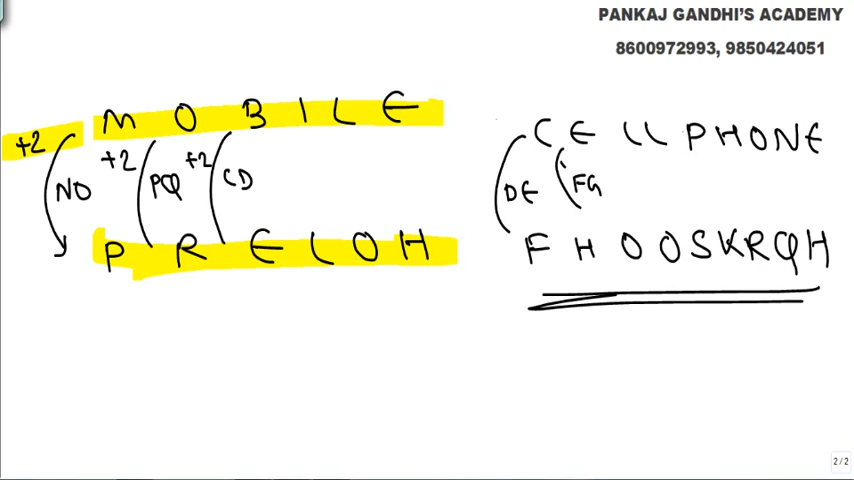 PANKAJ GANDHI'S ACADEMY
8600972993, 9850424051
M O B I L E
+2 +2 +2
NO PQ CD
P R E L O H
C E L L P H O N E
DE FG
F H O O S K R Q H
2/2